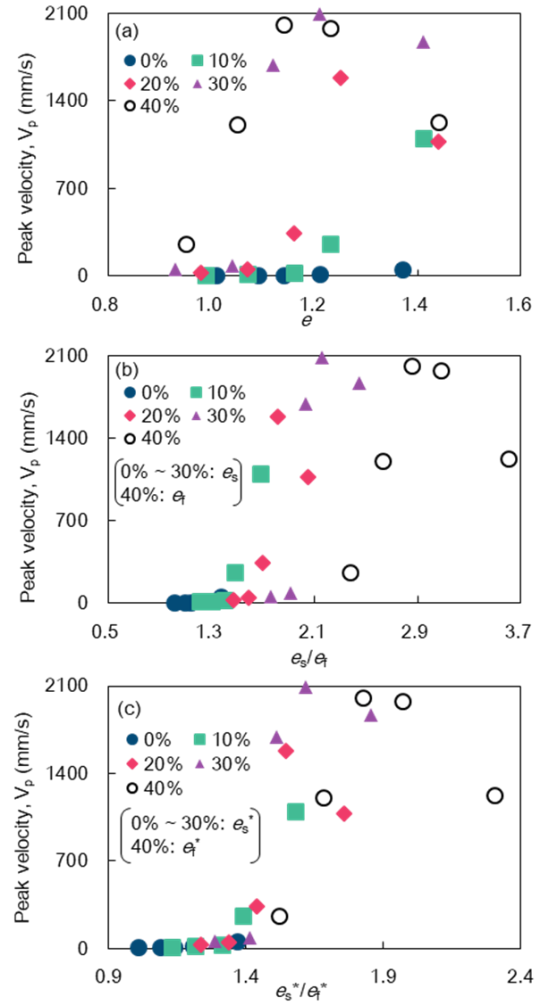 2100
(a)
0% 10%
1400
20% 30%
40%
700
0
0.8 1.0 1.2 1.4 1.6
e
Peak velocity, Vp (mm/s)
2100
(b)
0% 10%
20% 30%
1400
40%
0% ~ 30%: es
40%: ef
700
0
0.5 1.3 2.1 2.9 3.7
es/ef
Peak velocity, Vp (mm/s)
2100
(c)
0% 10%
20% 30%
1400
40%
0% ~ 30%: es*
40%: ef*
700
0
0.9 1.4 1.9 2.4
es*/ef*
Peak velocity, Vp (mm/s)